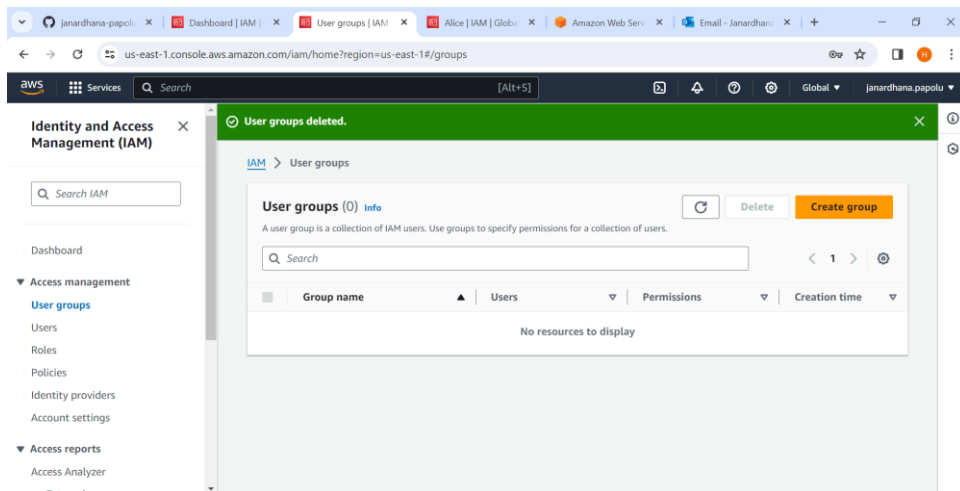 janardhana-papolu
Dashboard | IAM |
User groups | IAM
Alice | IAM | Globa
Amazon Web Servi
Email - Janardhana
us-east-1.console.aws.amazon.com/iam/home?region=us-east-1#/groups
H
aws
Services
Search
[Alt+S]
Global
janardhana.papolu
Identity and Access
Management (IAM)
Search IAM
Dashboard
Access management
User groups
Users
Roles
Policies
Identity providers
Account settings
Access reports
Access Analyzer
User groups deleted.
IAM > User groups
User groups (0) Info
Delete
Create group
A user group is a collection of IAM users. Use groups to specify permissions for a collection of users.
Search
1
Group name
Users
Permissions
Creation time
No resources to display